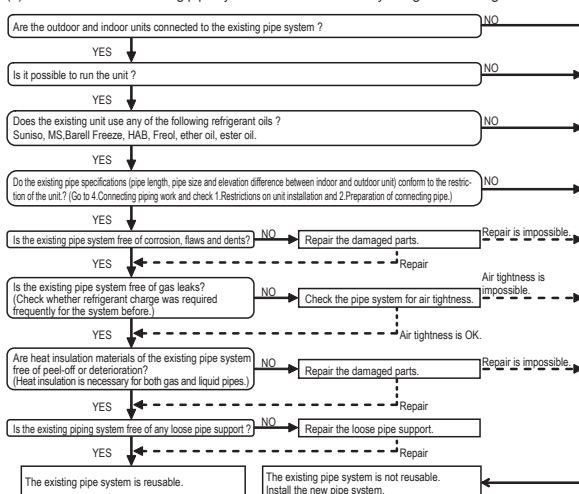 Are the outdoor and indoor units connected to the existing pipe system ?
NO
YES
Is it possible to run the unit ?
NO
YES
Does the existing unit use any of the following refrigerant oils ?
Suniso, MS,Barell Freeze, HAB, Freol, ether oil, ester oil.
NO
YES
Do the existing pipe specifications (pipe length, pipe size and elevation difference between indoor and outdoor unit) conform to the restric-
tion of the unit.? (Go to 4.Connecting piping work and check 1.Restrictions on unit installation and 2.Preparation of connecting pipe.)
NO
YES
Is the existing pipe system free of corrosion, flaws and dents?
NO
Repair the damaged parts.
Repair is impossible.
YES
Repair
Is the existing pipe system free of gas leaks?
(Check whether refrigerant charge was required
frequently for the system before.)
NO
Check the pipe system for air tightness.
Air tightness is
impossible.
YES
Air tightness is OK.
Are heat insulation materials of the existing pipe system
free of peel-off or deterioration?
(Heat insulation is necessary for both gas and liquid pipes.)
NO
Repair the damaged parts.
Repair is impossible.
YES
Repair
Is the existing piping system free of any loose pipe support ?
NO
Repair the loose pipe support.
YES
Repair
The existing pipe system is reusable.
The existing pipe system is not reusable.
Install the new pipe system.